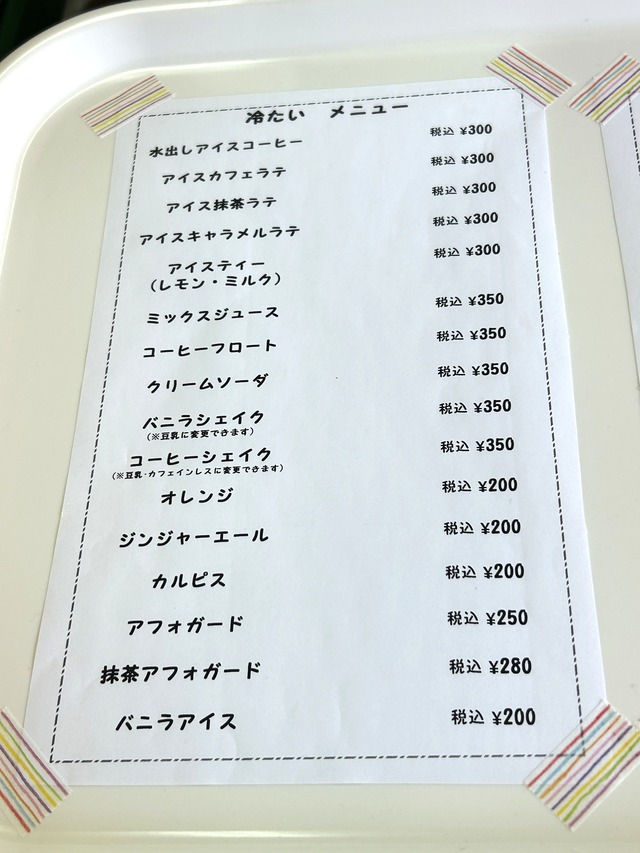 冷たい　メニュー
水出しアイスコーヒー 税込 ¥300
アイスカフェラテ 税込 ¥300
アイス抹茶ラテ 税込 ¥300
アイスキャラメルラテ 税込 ¥300
アイスティー 税込 ¥300
（レモン・ミルク）
ミックスジュース 税込 ¥350
コーヒーフロート 税込 ¥350
クリームソーダ 税込 ¥350
バニラシェイク 税込 ¥350
（※豆乳に変更できます）
コーヒーシェイク 税込 ¥350
（※豆乳・カフェインレスに変更できます）
オレンジ 税込 ¥200
ジンジャーエール 税込 ¥200
カルピス 税込 ¥200
アフォガード 税込 ¥250
抹茶アフォガード 税込 ¥280
バニラアイス 税込 ¥200